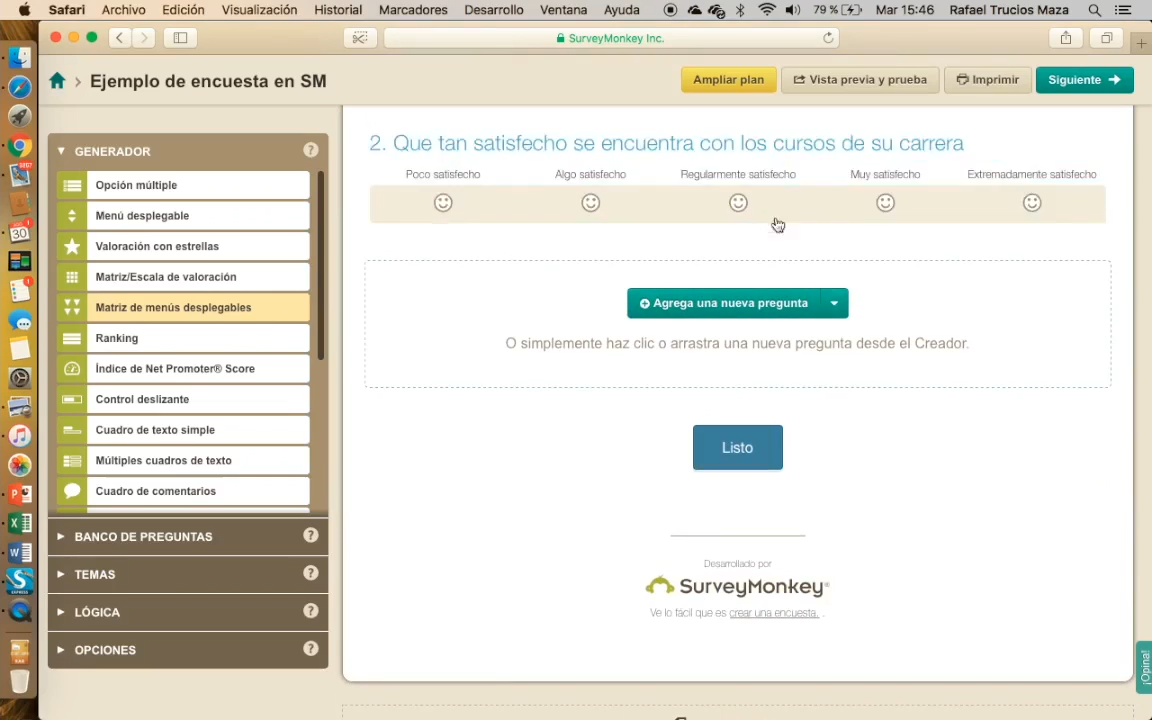 Safari Archivo Edición Visualización Historial Marcadores Desarrollo Ventana Ayuda 79 % Mar 15:46 Rafael Trucios Maza
SurveyMonkey Inc.
Ejemplo de encuesta en SM
Ampliar plan
Vista previa y prueba
Imprimir
Siguiente
GENERADOR
Opción múltiple
Menú desplegable
Valoración con estrellas
Matriz/Escala de valoración
Matriz de menús desplegables
Ranking
Índice de Net Promoter® Score
Control deslizante
Cuadro de texto simple
Múltiples cuadros de texto
Cuadro de comentarios
BANCO DE PREGUNTAS
TEMAS
LÓGICA
OPCIONES
2. Que tan satisfecho se encuentra con los cursos de su carrera
Poco satisfecho Algo satisfecho Regularmente satisfecho Muy satisfecho Extremadamente satisfecho
Agrega una nueva pregunta
O simplemente haz clic o arrastra una nueva pregunta desde el Creador.
Listo
Desarrollado por
SurveyMonkey®
Ve lo fácil que es crear una encuesta. .
¡Opina!
30